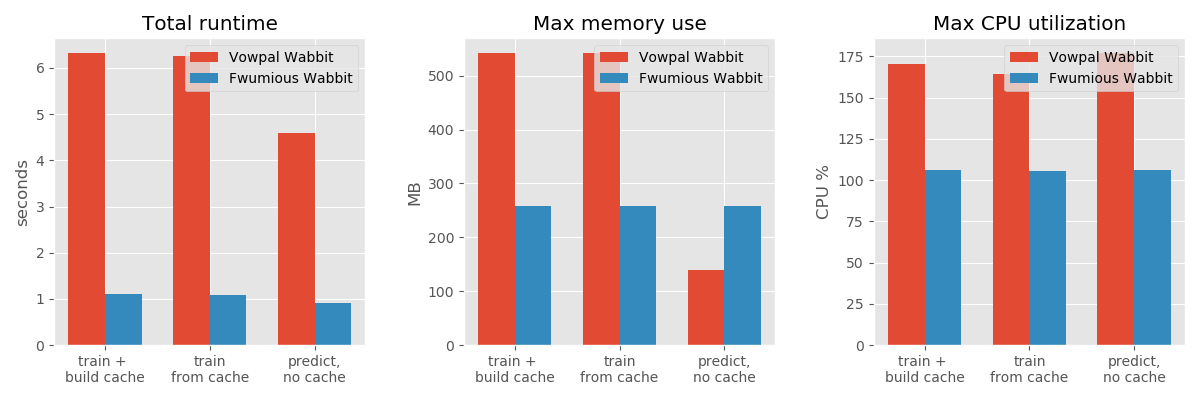 Total runtime
Vowpal Wabbit
Fwumious Wabbit
seconds
6
5
4
3
2
1
0
train +
build cache
train
from cache
predict,
no cache
Max memory use
Vowpal Wabbit
Fwumious Wabbit
MB
500
400
300
200
100
0
train +
build cache
train
from cache
predict,
no cache
Max CPU utilization
Vowpal Wabbit
Fwumious Wabbit
CPU %
175
150
125
100
75
50
25
0
train +
build cache
train
from cache
predict,
no cache